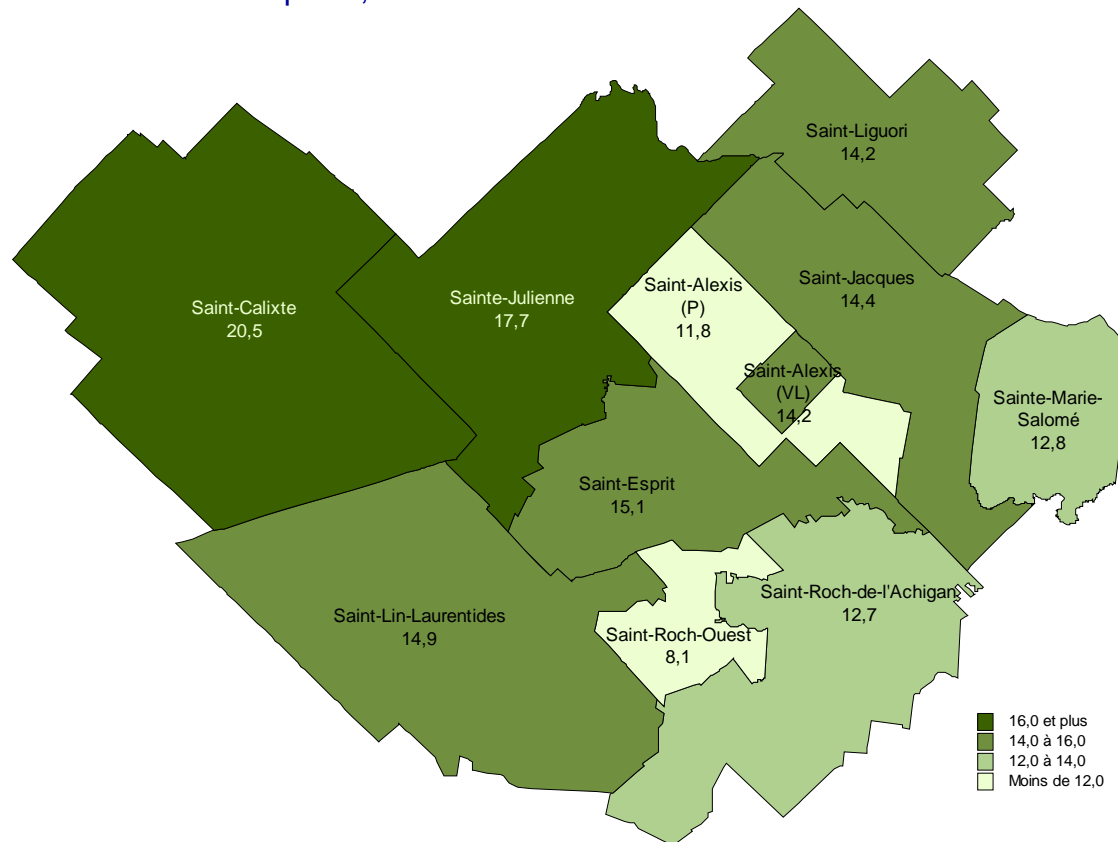 Saint-Liguori
14,2
Saint-Calixte
20,5
Sainte-Julienne
17,7
Saint-Alexis
(P)
11,8
Saint-Jacques
14,4
Saint-Alexis
(VL)
14,2
Sainte-Marie-
Salomé
12,8
Saint-Esprit
15,1
Saint-Lin-Laurentides
14,9
Saint-Roch-Ouest
8,1
Saint-Roch-de-l'Achigan
12,7
16,0 et plus
14,0 à 16,0
12,0 à 14,0
Moins de 12,0